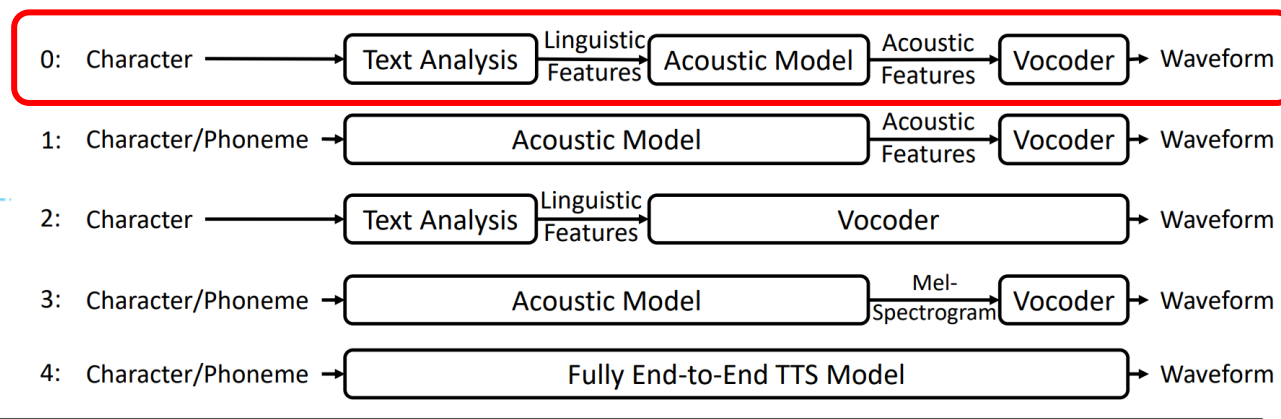 0: Character Text Analysis Linguistic Features Acoustic Model Acoustic Features Vocoder Waveform
1: Character/Phoneme Acoustic Model Acoustic Features Vocoder Waveform
2: Character Text Analysis Linguistic Features Vocoder Waveform
3: Character/Phoneme Acoustic Model Mel-Spectrogram Vocoder Waveform
4: Character/Phoneme Fully End-to-End TTS Model Waveform